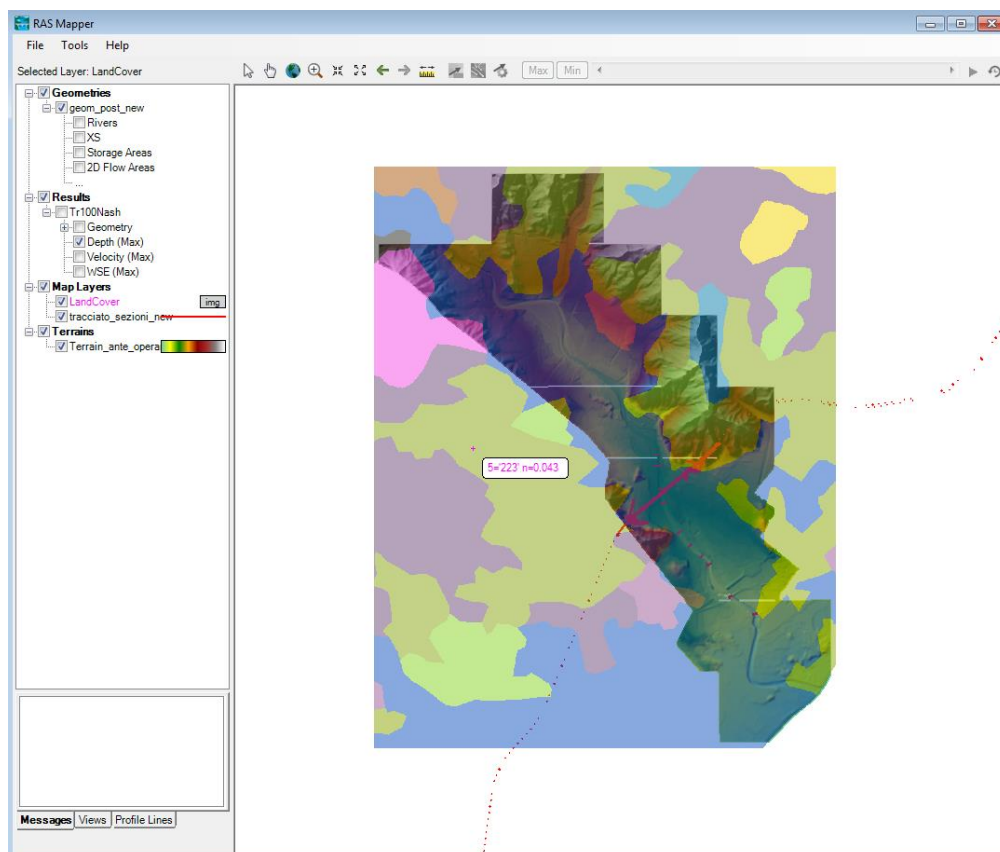 RAS Mapper
File Tools Help
Selected Layer: LandCover
Max Min
Geometries
geom_post_new
Rivers
XS
Storage Areas
2D Flow Areas
...
Results
Tr100Nash
Geometry
Depth (Max)
Velocity (Max)
WSE (Max)
Map Layers
LandCover img
tracciato_sezioni_new
Terrains
Terrain_ante_opera
5='223' n=0.043
Messages Views Profile Lines